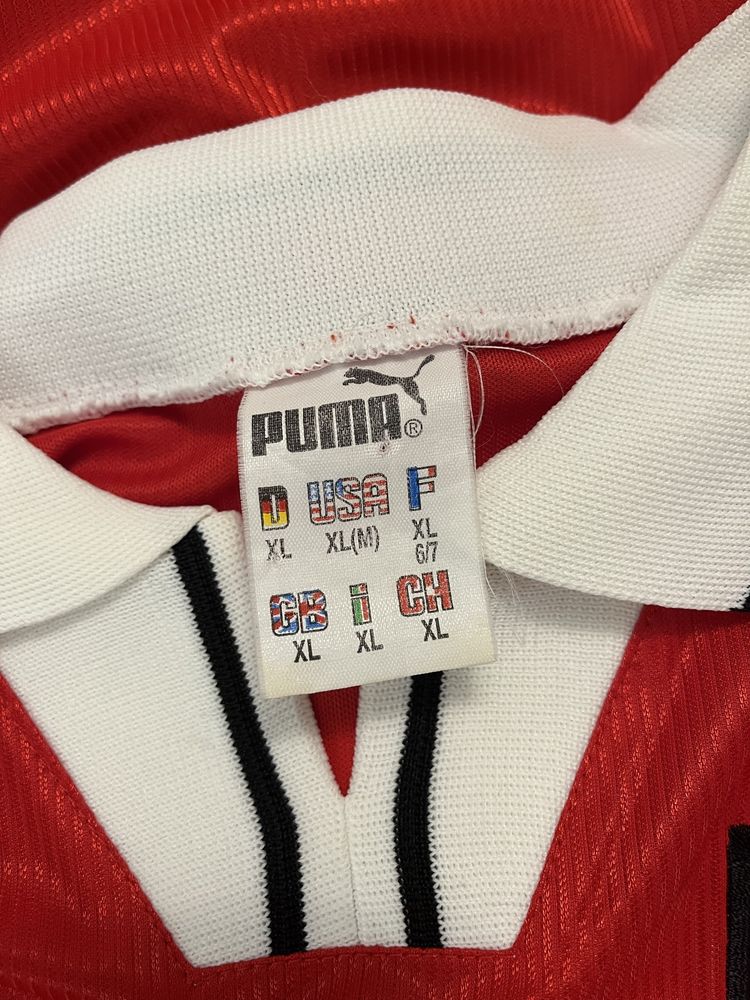 PUMA®
D USA F
XL XL(M) XL
6/7
GB i CH
XL XL XL